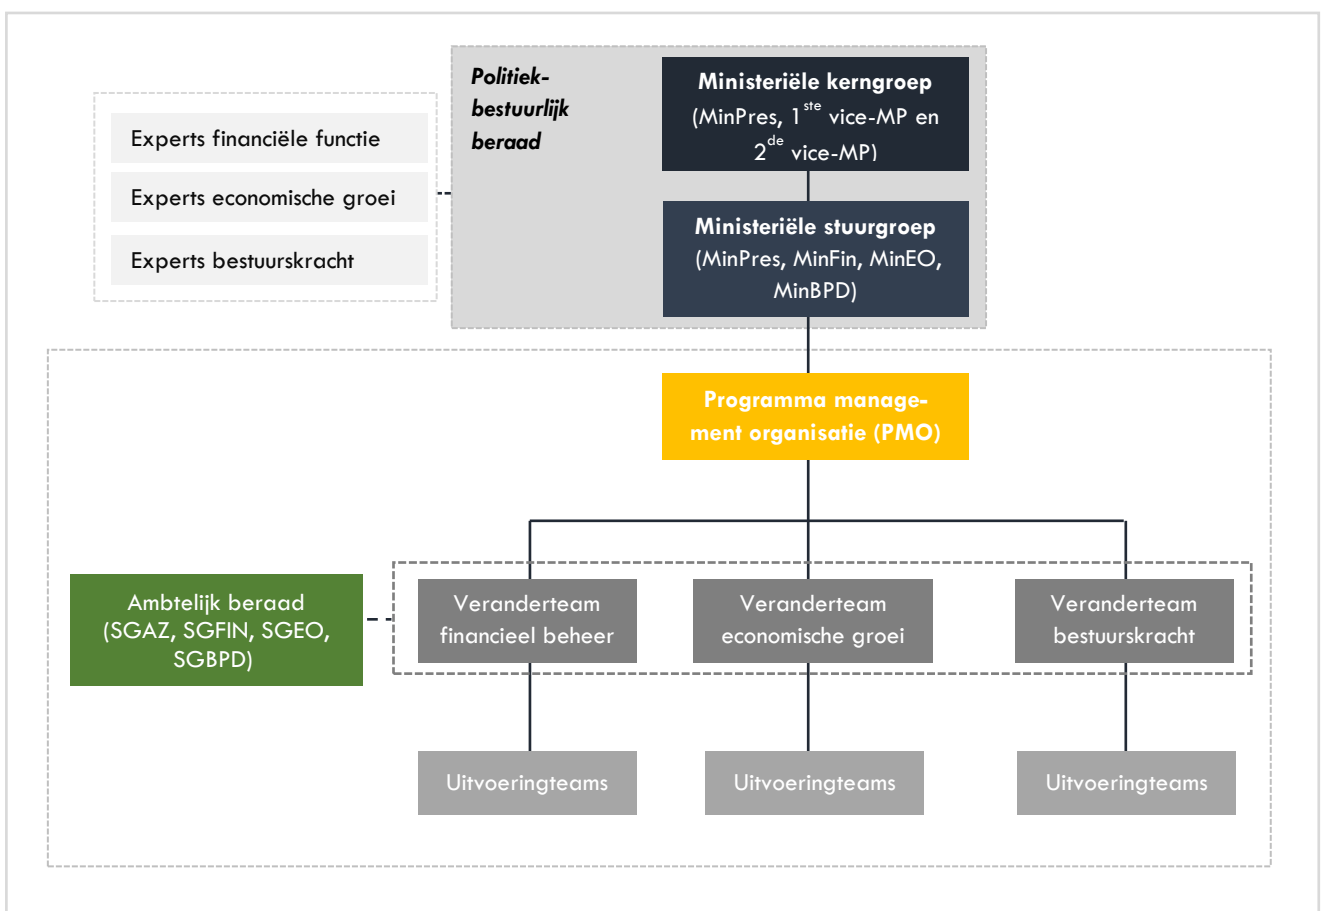 Politiek-
bestuurlijk
beraad
Ministeriële kerngroep
(MinPres, 1ste vice-MP en
2de vice-MP)
Experts financiële functie
Experts economische groei
Experts bestuurskracht
Ministeriële stuurgroep
(MinPres, MinFin, MinEO,
MinBPD)
Programma manage-
ment organisatie (PMO)
Ambtelijk beraad
(SGAZ, SGFIN, SGEO,
SGBPD)
Veranderteam
financieel beheer
Veranderteam
economische groei
Veranderteam
bestuurskracht
Uitvoeringteams
Uitvoeringteams
Uitvoeringteams